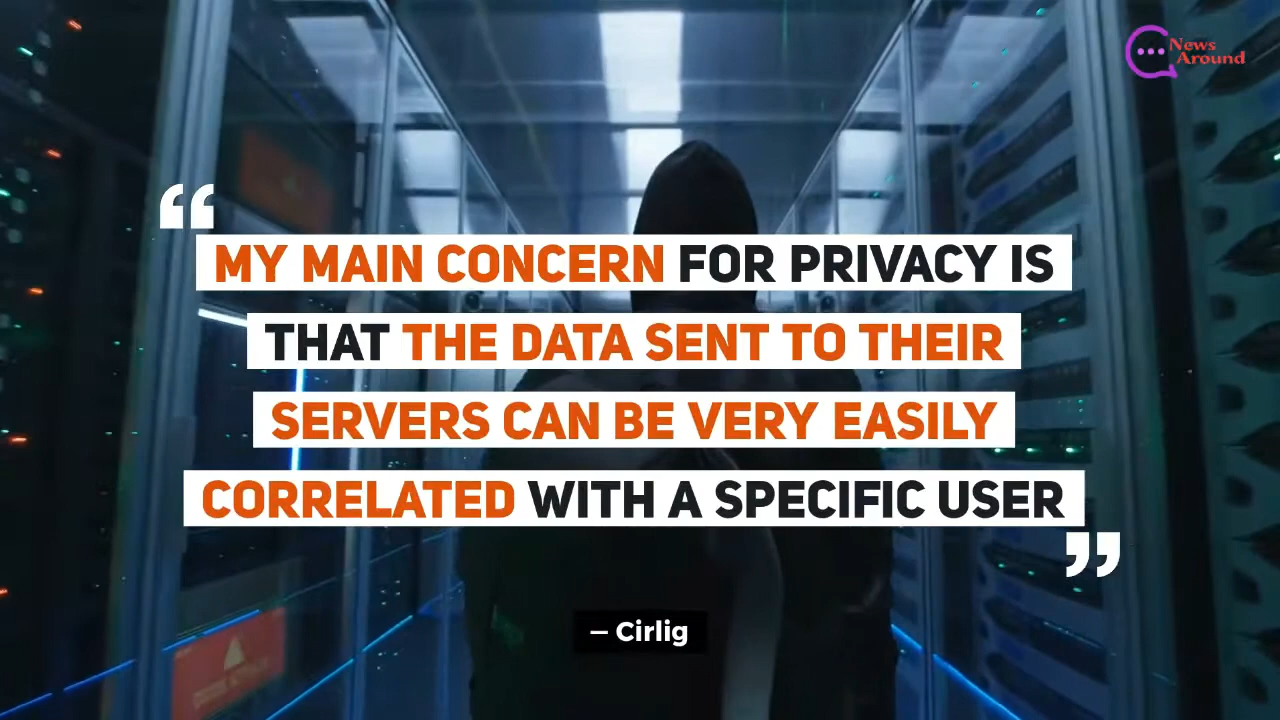 News
Around
“
MY MAIN CONCERN FOR PRIVACY IS
THAT THE DATA SENT TO THEIR
SERVERS CAN BE VERY EASILY
CORRELATED WITH A SPECIFIC USER
”
– Cirlig